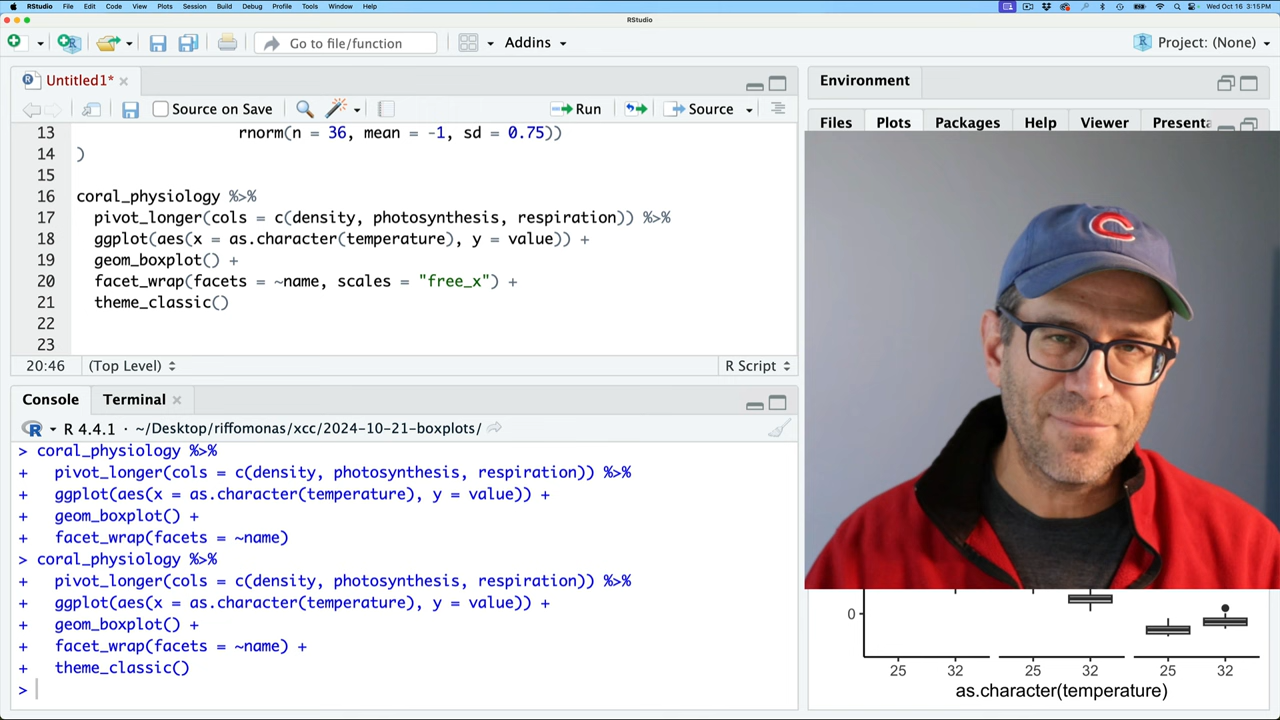 RStudio File Edit Code View Plots Session Build Debug Profile Tools Window Help Wed Oct 16 3:15PM
RStudio
Go to file/function Addins Project: (None)
Untitled1*
Source on Save Run Source
13 rnorm(n = 36, mean = -1, sd = 0.75))
14 )
15
16 coral_physiology %>%
17 pivot_longer(cols = c(density, photosynthesis, respiration)) %>%
18 ggplot(aes(x = as.character(temperature), y = value)) +
19 geom_boxplot() +
20 facet_wrap(facets = ~name, scales = "free_x") +
21 theme_classic()
22
23
20:46 (Top Level) R Script
Console Terminal
R 4.4.1 · ~/Desktop/riffomonas/xcc/2024-10-21-boxplots/
> coral_physiology %>%
+ pivot_longer(cols = c(density, photosynthesis, respiration)) %>%
+ ggplot(aes(x = as.character(temperature), y = value)) +
+ geom_boxplot() +
+ facet_wrap(facets = ~name)
> coral_physiology %>%
+ pivot_longer(cols = c(density, photosynthesis, respiration)) %>%
+ ggplot(aes(x = as.character(temperature), y = value)) +
+ geom_boxplot() +
+ facet_wrap(facets = ~name) +
+ theme_classic()
>
Environment
Files Plots Packages Help Viewer Presenta
C
0
25 32 25 32 25 32
as.character(temperature)